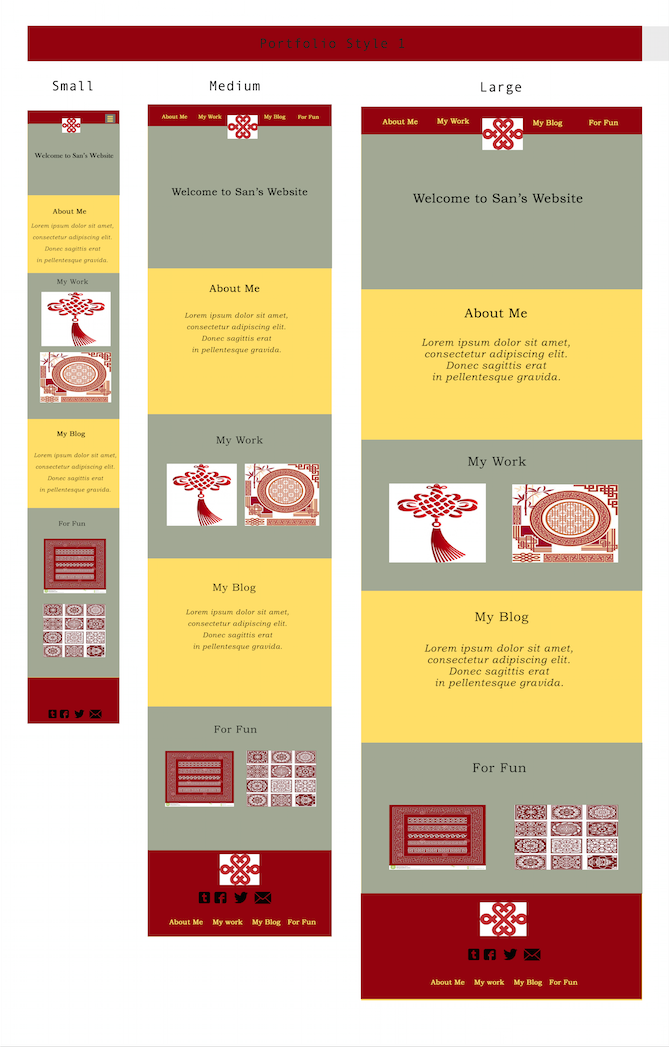 Portfolio Style 1
Small
Welcome to San's Website
About Me
Lorem ipsum dolor sit amet,
consectetur adipiscing elit.
Donec sagittis erat
in pellentesque gravida.
My Work
My Blog
Lorem ipsum dolor sit amet,
consectetur adipiscing elit.
Donec sagittis erat
in pellentesque gravida.
For Fun
Medium
About Me My Work My Blog For Fun
Welcome to San's Website
About Me
Lorem ipsum dolor sit amet,
consectetur adipiscing elit.
Donec sagittis erat
in pellentesque gravida.
My Work
My Blog
Lorem ipsum dolor sit amet,
consectetur adipiscing elit.
Donec sagittis erat
in pellentesque gravida.
For Fun
About Me My work My Blog For Fun
Large
About Me My Work My Blog For Fun
Welcome to San's Website
About Me
Lorem ipsum dolor sit amet,
consectetur adipiscing elit.
Donec sagittis erat
in pellentesque gravida.
My Work
My Blog
Lorem ipsum dolor sit amet,
consectetur adipiscing elit.
Donec sagittis erat
in pellentesque gravida.
For Fun
About Me My work My Blog For Fun